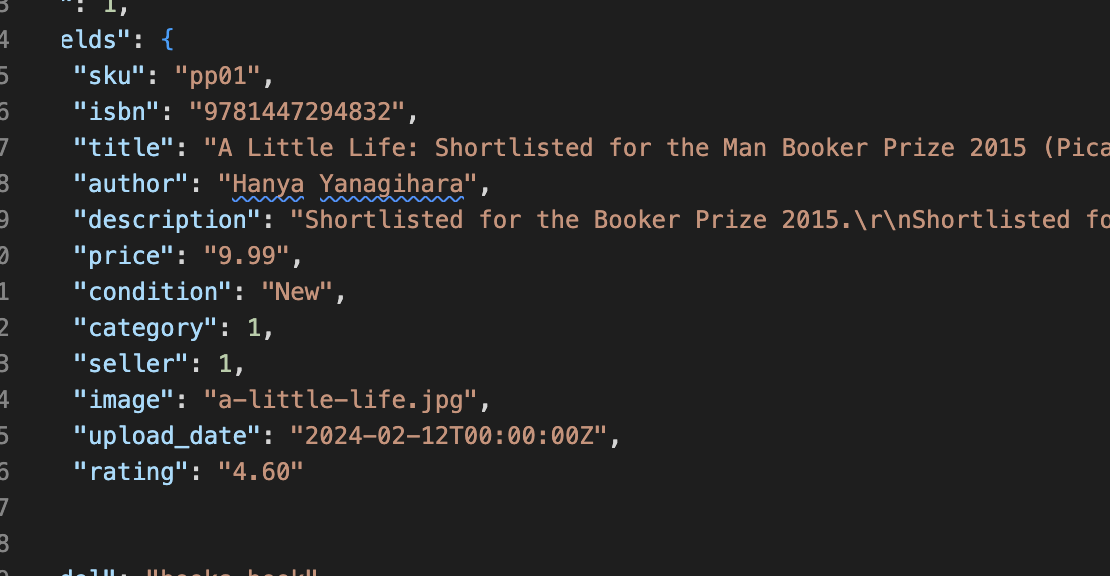 3 ": 1,
4 elds": {
5 "sku": "pp01",
6 "isbn": "9781447294832",
7 "title": "A Little Life: Shortlisted for the Man Booker Prize 2015 (Pica
8 "author": "Hanya Yanagihara",
9 "description": "Shortlisted for the Booker Prize 2015.\r\nShortlisted fo
0 "price": "9.99",
1 "condition": "New",
2 "category": 1,
3 "seller": 1,
4 "image": "a-little-life.jpg",
5 "upload_date": "2024-02-12T00:00:00Z",
6 "rating": "4.60"
7
8
del": "books.book"